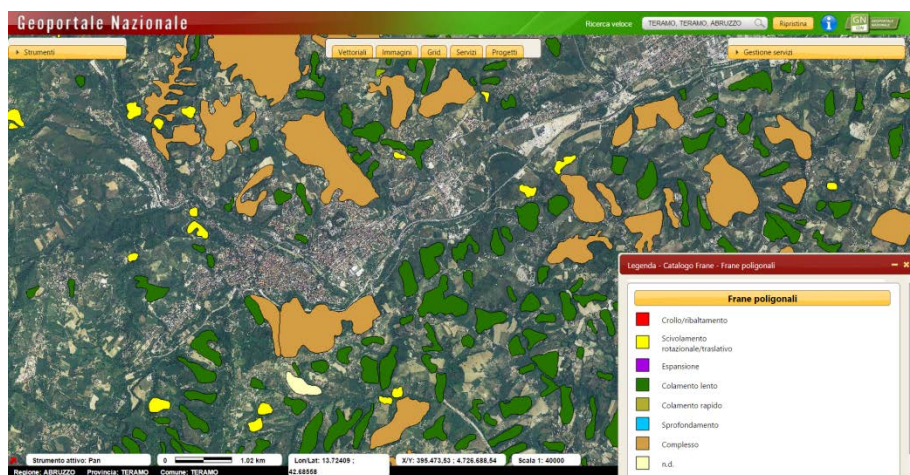 Geoportale Nazionale
Ricerca veloce
TERAMO, TERAMO, ABRUZZO
Ripristina
GN
Strumenti
Vettoriali
Immagini
Grid
Servizi
Progetti
Gestione servizi
Legenda - Catalogo Frane - Frane poligonali
Frane poligonali
Crollo/ribaltamento
Scivolamento
rotazionale/traslativo
Espansione
Colamento lento
Colamento rapido
Sprofondamento
Complesso
n.d.
Strumento attivo: Pan
0
1.02 km
Lon/Lat: 13.72409 ;
42.68558
X/Y: 395.473,53 ; 4.726.688,54
Scala 1: 40000
Regione: ABRUZZO Provincia: TERAMO Comune: TERAMO